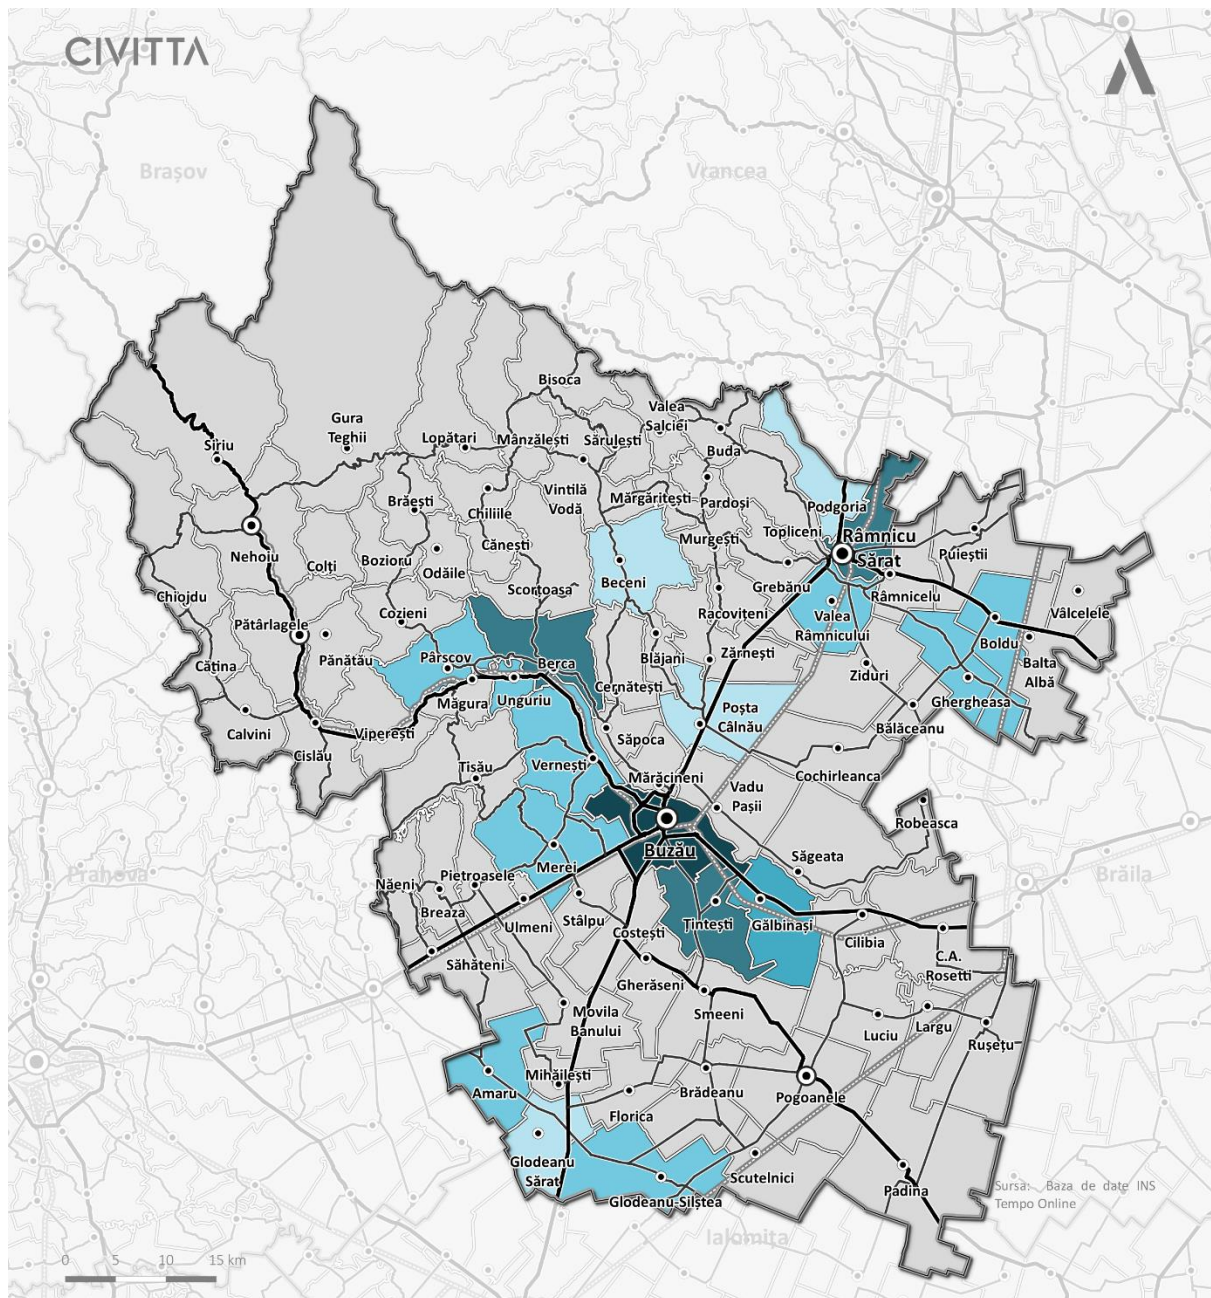 CIVITTA
Brașov
Vrancea
Bisoca
Valea
Salciei
Gura
Teghii
Siriu
Lopătari
Mânzălești
Sărulești
Buda
Brăești
Chiliile
Vintilă
Vodă
Mărgăritești
Pardoși
Podgoria
Topliceni
Râmnicu
Sărat
Nehoiu
Colți
Bozioru
Odăile
Cănești
Murgești
Puieștii
Chiojdu
Scorțoasa
Beceni
Grebănu
Râmnicelu
Pătârlagele
Cozieni
Racovițeni
Valea
Râmnicului
Vâlcelele
Cătina
Pănătău
Pârscov
Berca
Blăjani
Zărnești
Boldu
Balta
Albă
Măgura
Unguriu
Cernătești
Ziduri
Ghergheasa
Calvini
Cislău
Viperești
Săpoca
Poșta
Câlnău
Bălăceanu
Tisău
Vernești
Mărăcineni
Vadu
Pașii
Cochirleanca
Robeasca
Buzău
Săgeata
Prahova
Năeni
Pietroasele
Merei
Brăila
Breaza
Ulmeni
Stâlpu
Costești
Țintești
Gălbinași
Cilibia
Săhăteni
Gherăseni
C.A.
Rosetti
Movila
Banului
Smeeni
Luciu
Largu
Rușețu
Amaru
Mihăilești
Florica
Brădeanu
Pogoanele
Glodeanu
Sărat
Glodeanu-Siliștea
Scutelnici
Padina
Sursa: Baza de date INS
Tempo Online
Ialomița
0 5 10 15 km